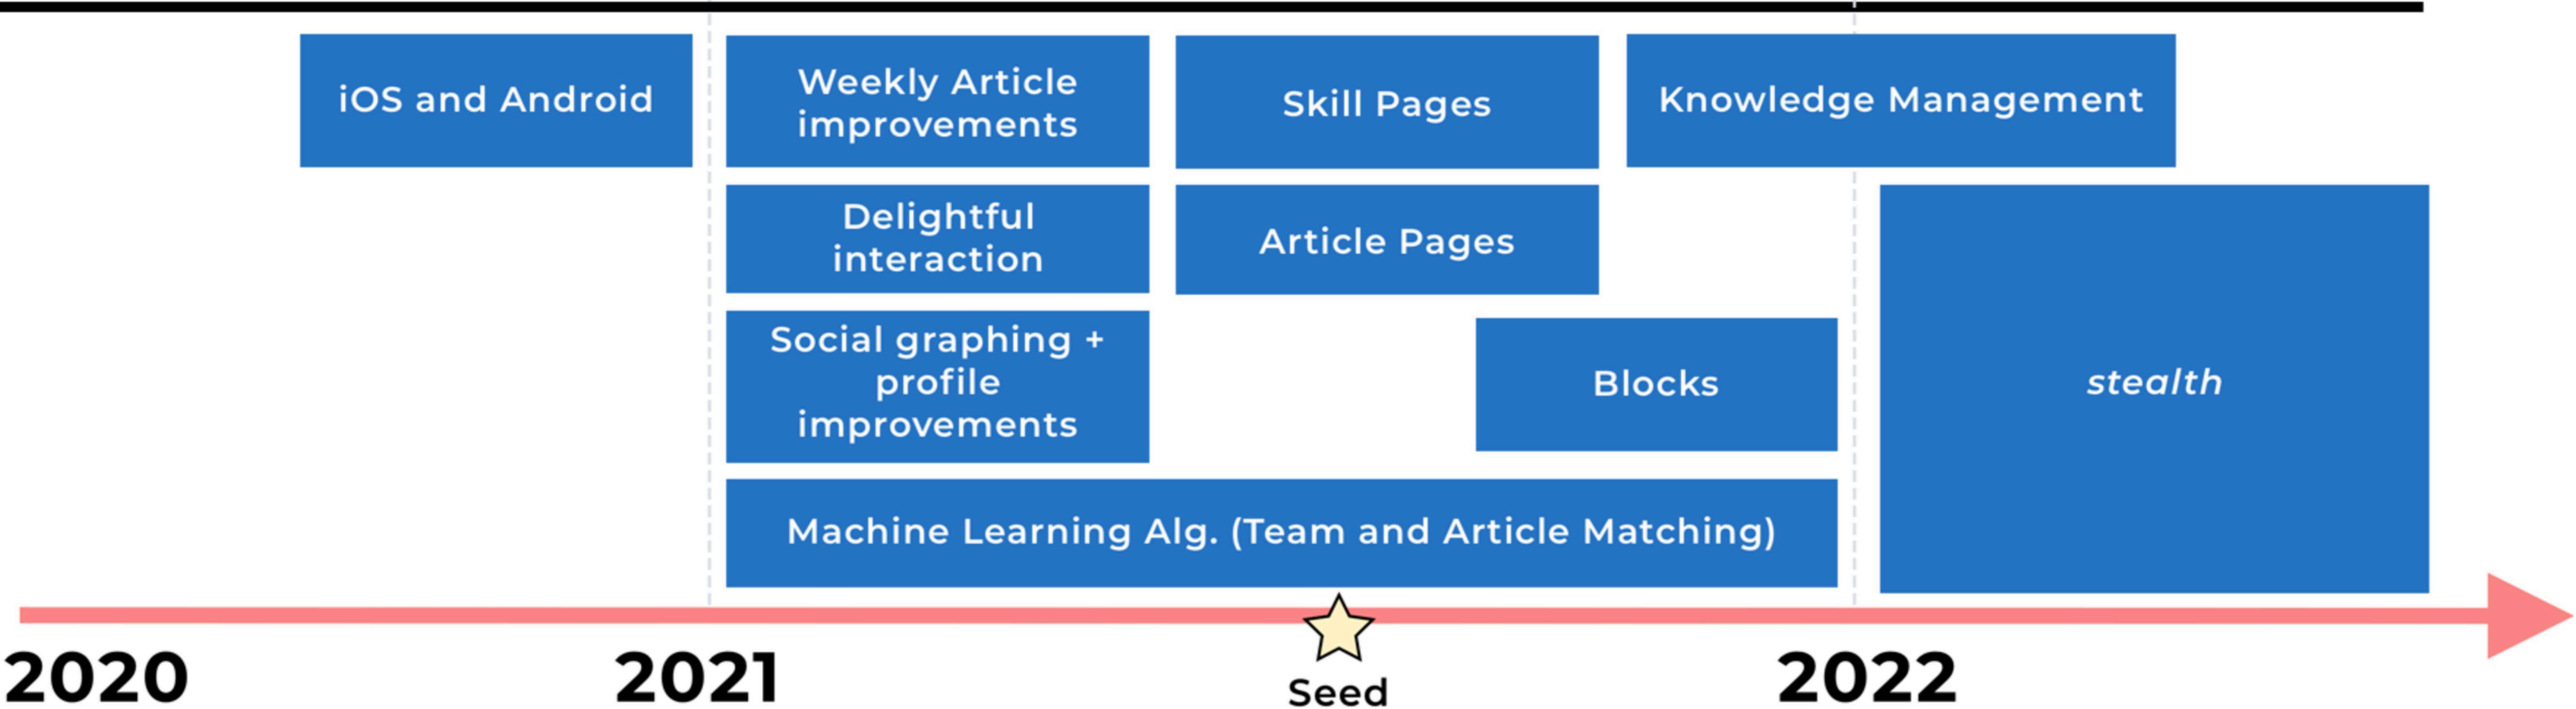 iOS and Android
Weekly Article
improvements
Skill Pages
Knowledge Management
Delightful
interaction
Article Pages
Social graphing +
profile
improvements
Blocks
stealth
Machine Learning Alg. (Team and Article Matching)
2020
2021
Seed
2022